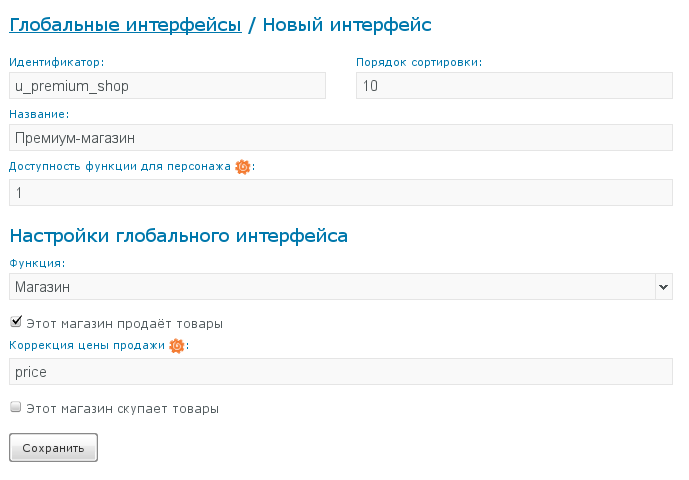 Глобальные интерфейсы / Новый интерфейс
Идентификатор: Порядок сортировки:
u_premium_shop 10
Название:
Премиум-магазин
Доступность функции для персонажа :
1
Настройки глобального интерфейса
Функция:
Магазин
Этот магазин продаёт товары
Коррекция цены продажи :
price
Этот магазин скупает товары
Сохранить